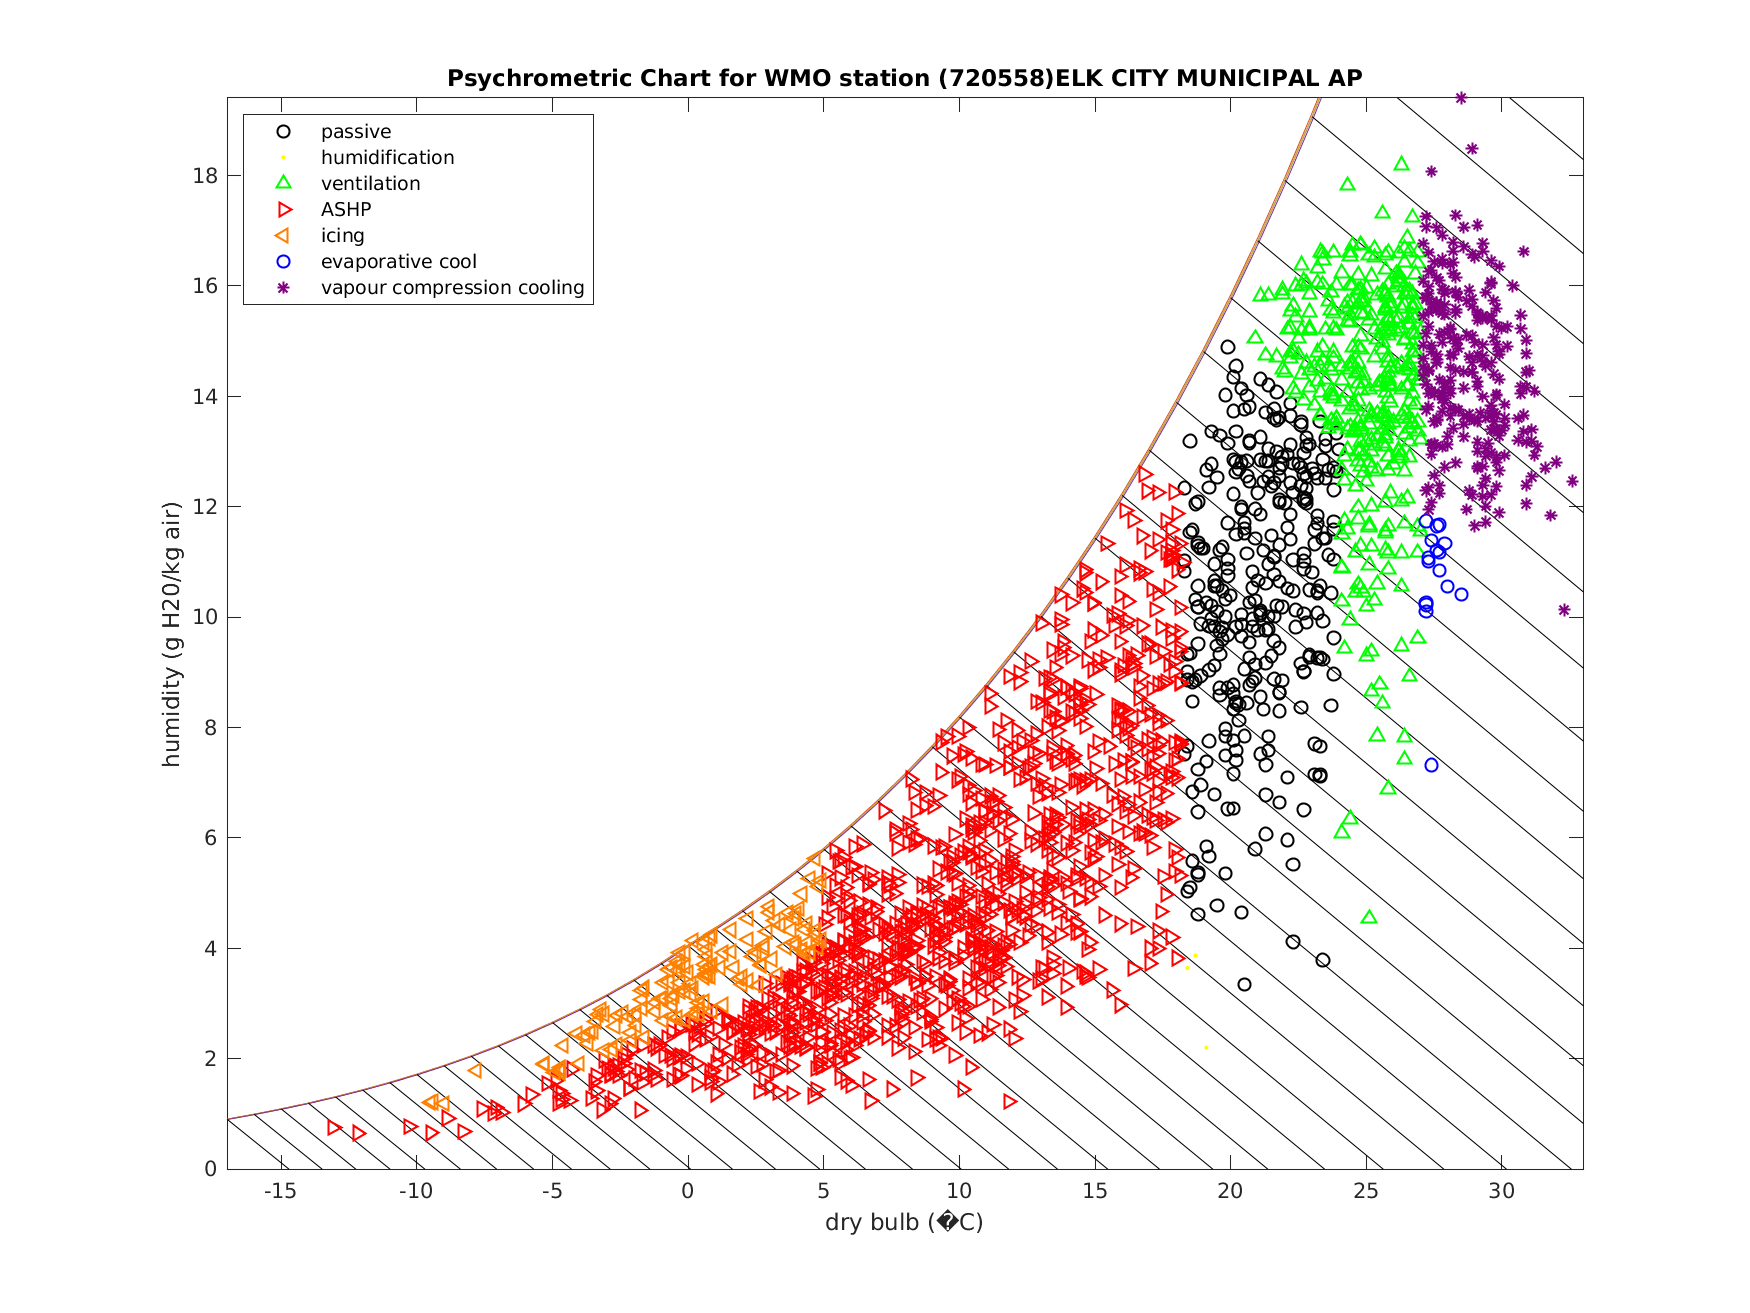 Psychrometric Chart for WMO station (720558)ELK CITY MUNICIPAL AP
passive
humidification
ventilation
ASHP
icing
evaporative cool
vapour compression cooling
humidity (g H20/kg air)
18
16
14
12
10
8
6
4
2
0
-15 -10 -5 0 5 10 15 20 25 30
dry bulb (�C)